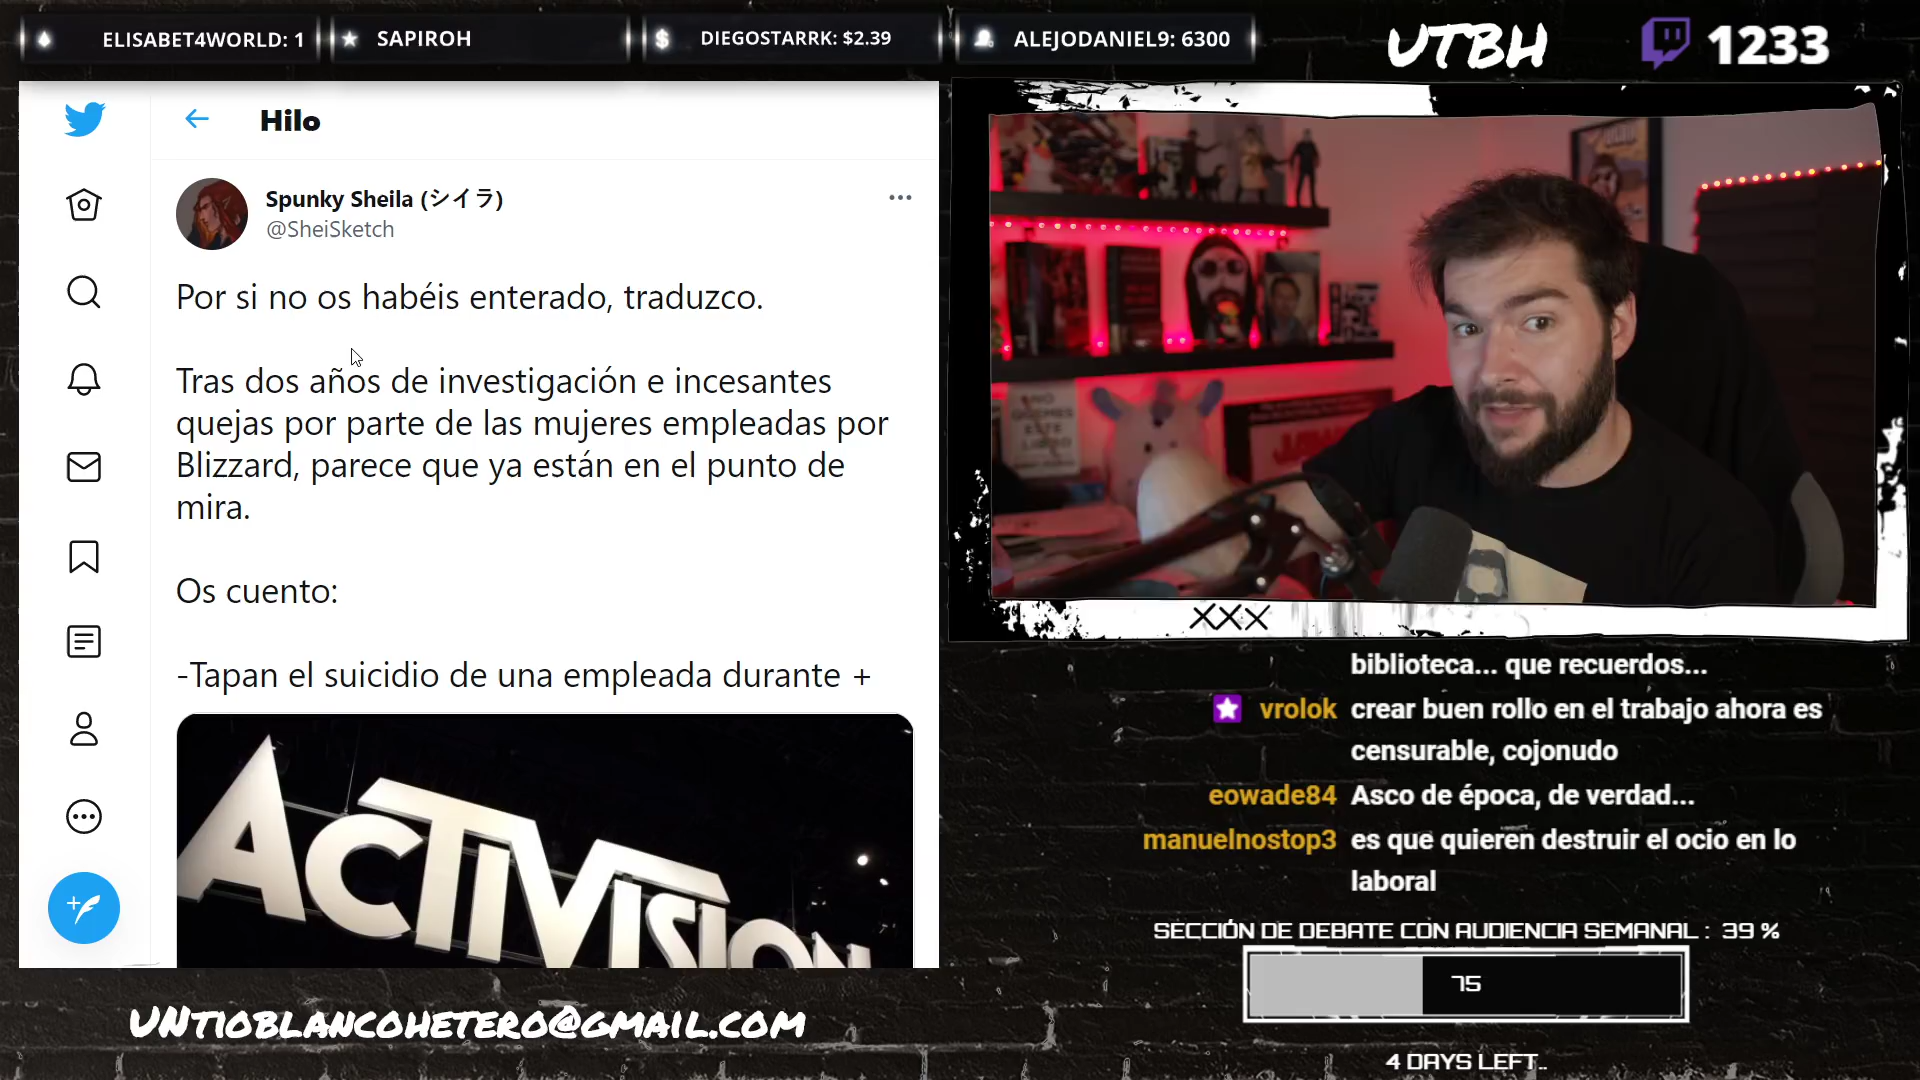 ELISABET4WORLD: 1
SAPIROH
DIEGOSTARRK: $2.39
ALEJODANIEL9: 6300
UTBH
1233
Hilo
Spunky Sheila (シイラ)
@SheiSketch
Por si no os habéis enterado, traduzco.
Tras dos años de investigación e incesantes
quejas por parte de las mujeres empleadas por
Blizzard, parece que ya están en el punto de
mira.
Os cuento:
-Tapan el suicidio de una empleada durante +
ACTIVISION
NO
QUEMES
ESTE
LIBRO
XXX
biblioteca... que recuerdos...
vrolok crear buen rollo en el trabajo ahora es
censurable, cojonudo
eowade84 Asco de época, de verdad...
manuelnostop3 es que quieren destruir el ocio en lo
laboral
SECCIÓN DE DEBATE CON AUDIENCIA SEMANAL : 39 %
75
4 DAYS LEFT..
UNTIOBLANCOHETERO@GMAIL.COM